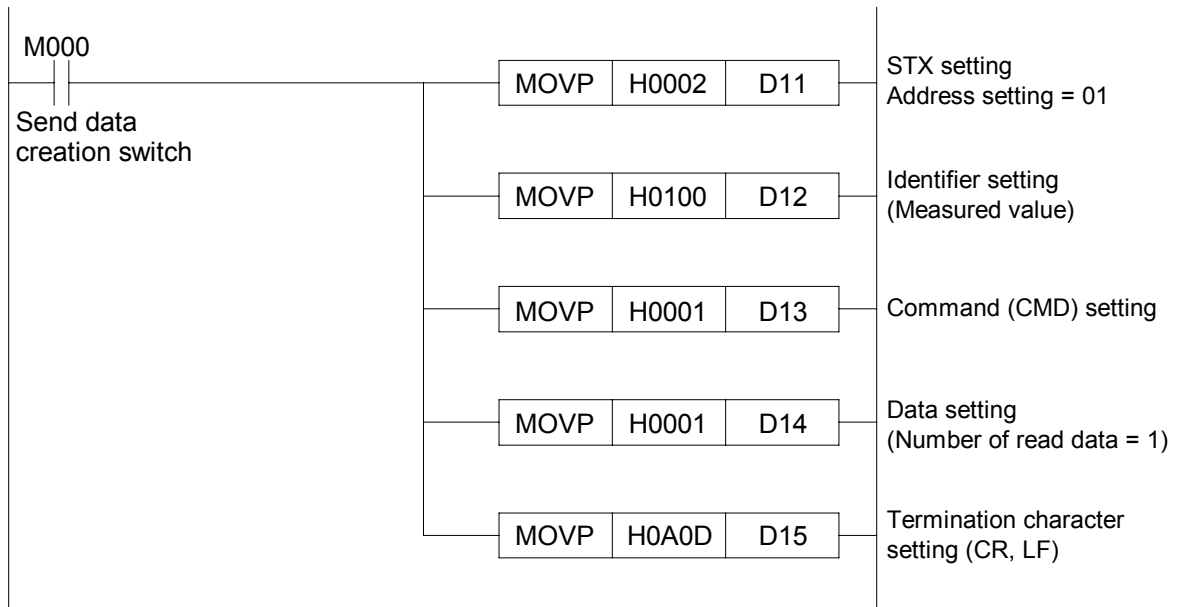 M000
Send data
creation switch
MOVP H0002 D11
STX setting
Address setting = 01
MOVP H0100 D12
Identifier setting
(Measured value)
MOVP H0001 D13
Command (CMD) setting
MOVP H0001 D14
Data setting
(Number of read data = 1)
MOVP H0A0D D15
Termination character
setting (CR, LF)